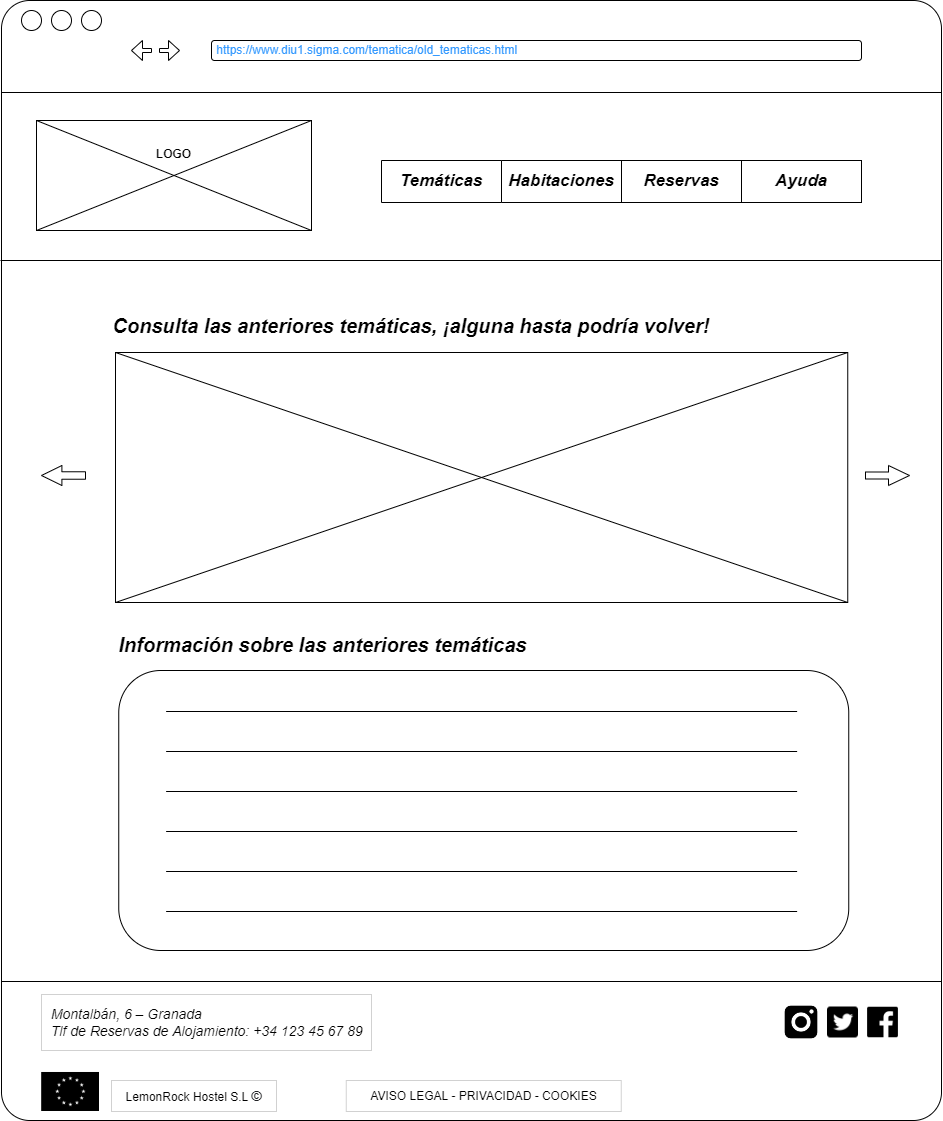 https://www.diu1.sigma.com/tematica/old_tematicas.html
LOGO
Temáticas
Habitaciones
Reservas
Ayuda
Consulta las anteriores temáticas, ¡alguna hasta podría volver!
Información sobre las anteriores temáticas
Montalbán, 6 – Granada
Tlf de Reservas de Alojamiento: +34 123 45 67 89
LemonRock Hostel S.L ©
AVISO LEGAL - PRIVACIDAD - COOKIES